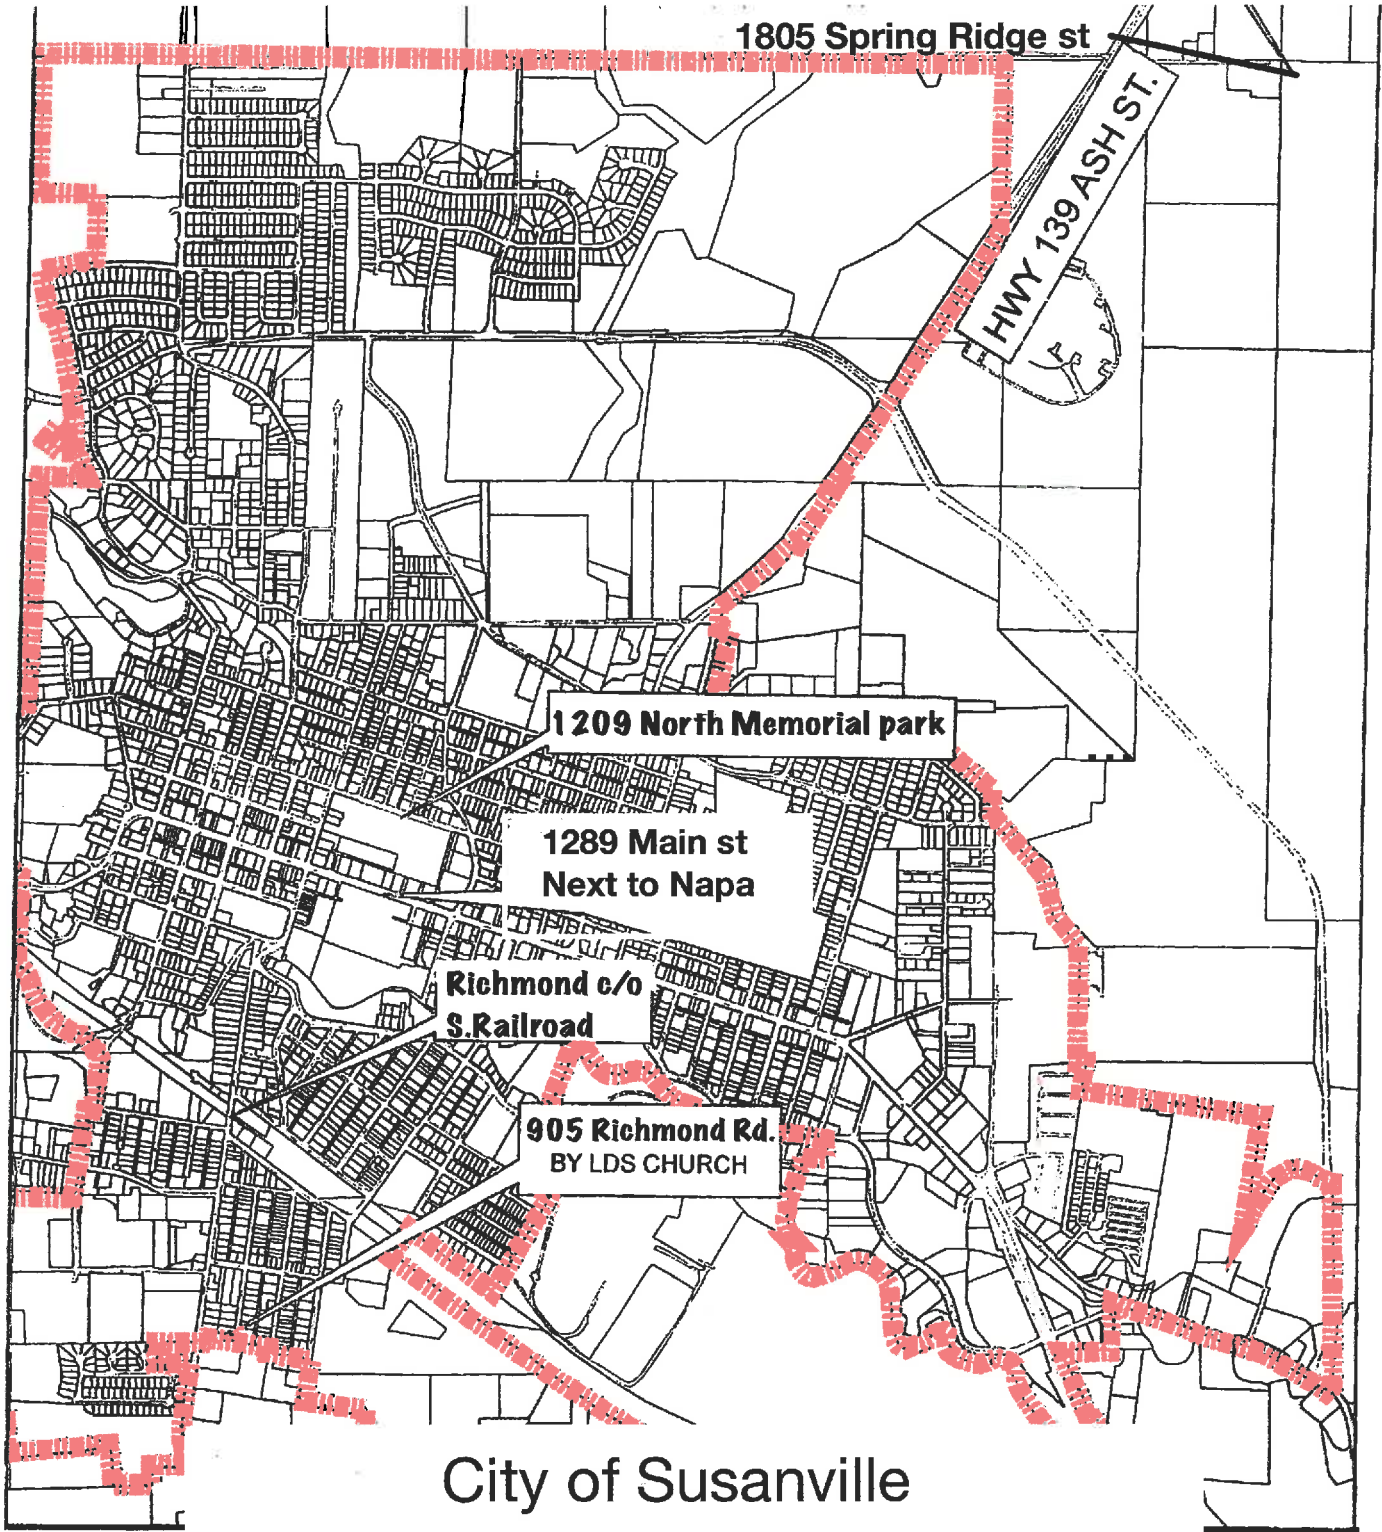 1805 Spring Ridge st
HWY 139 ASH ST.
1209 North Memorial park
1289 Main st
Next to Napa
Richmond c/o
S.Railroad
905 Richmond Rd.
BY LDS CHURCH
City of Susanville